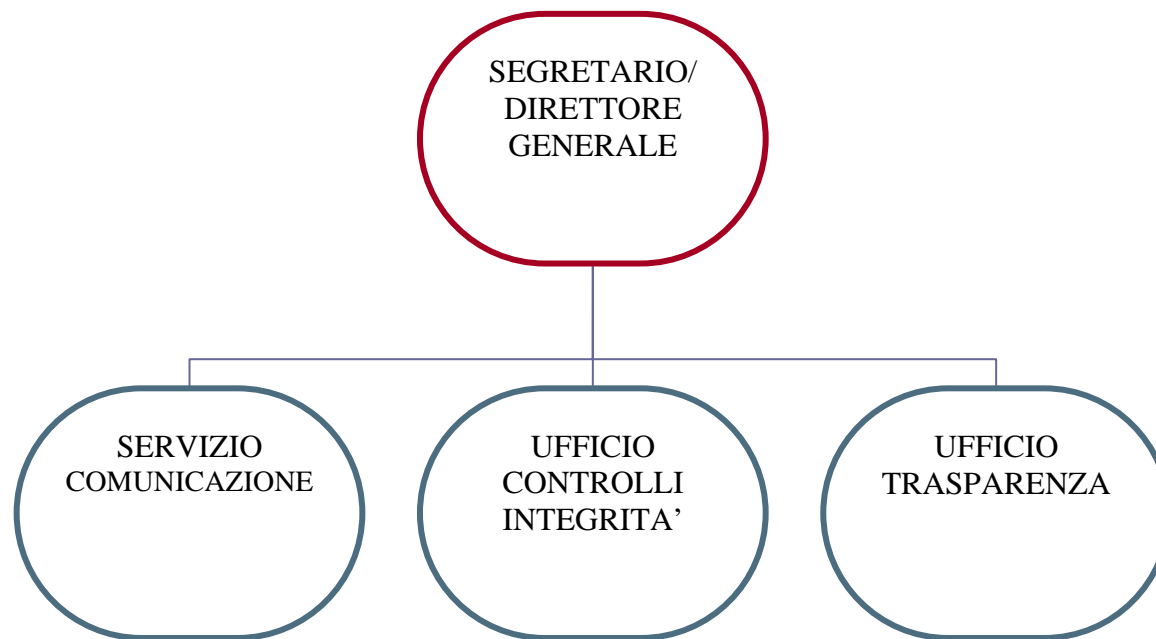 SEGRETARIO/
DIRETTORE
GENERALE
SERVIZIO
COMUNICAZIONE
UFFICIO
CONTROLLI
INTEGRITA’
UFFICIO
TRASPARENZA